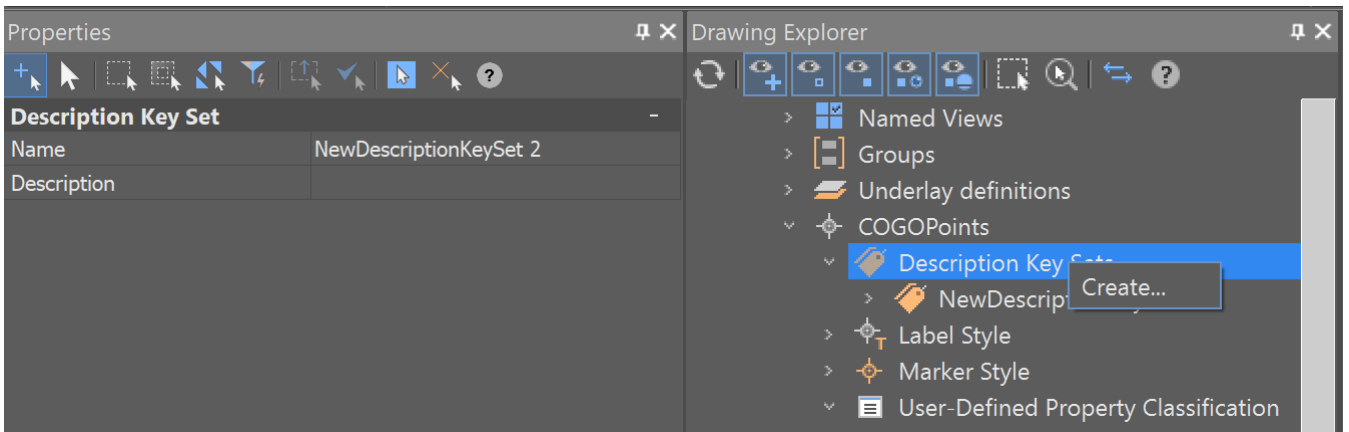 Properties
Description Key Set
Name NewDescriptionKeySet 2
Description
Drawing Explorer
Named Views
Groups
Underlay definitions
COGOPoints
Description Key
Create...
Label Style
Marker Style
User-Defined Property Classification